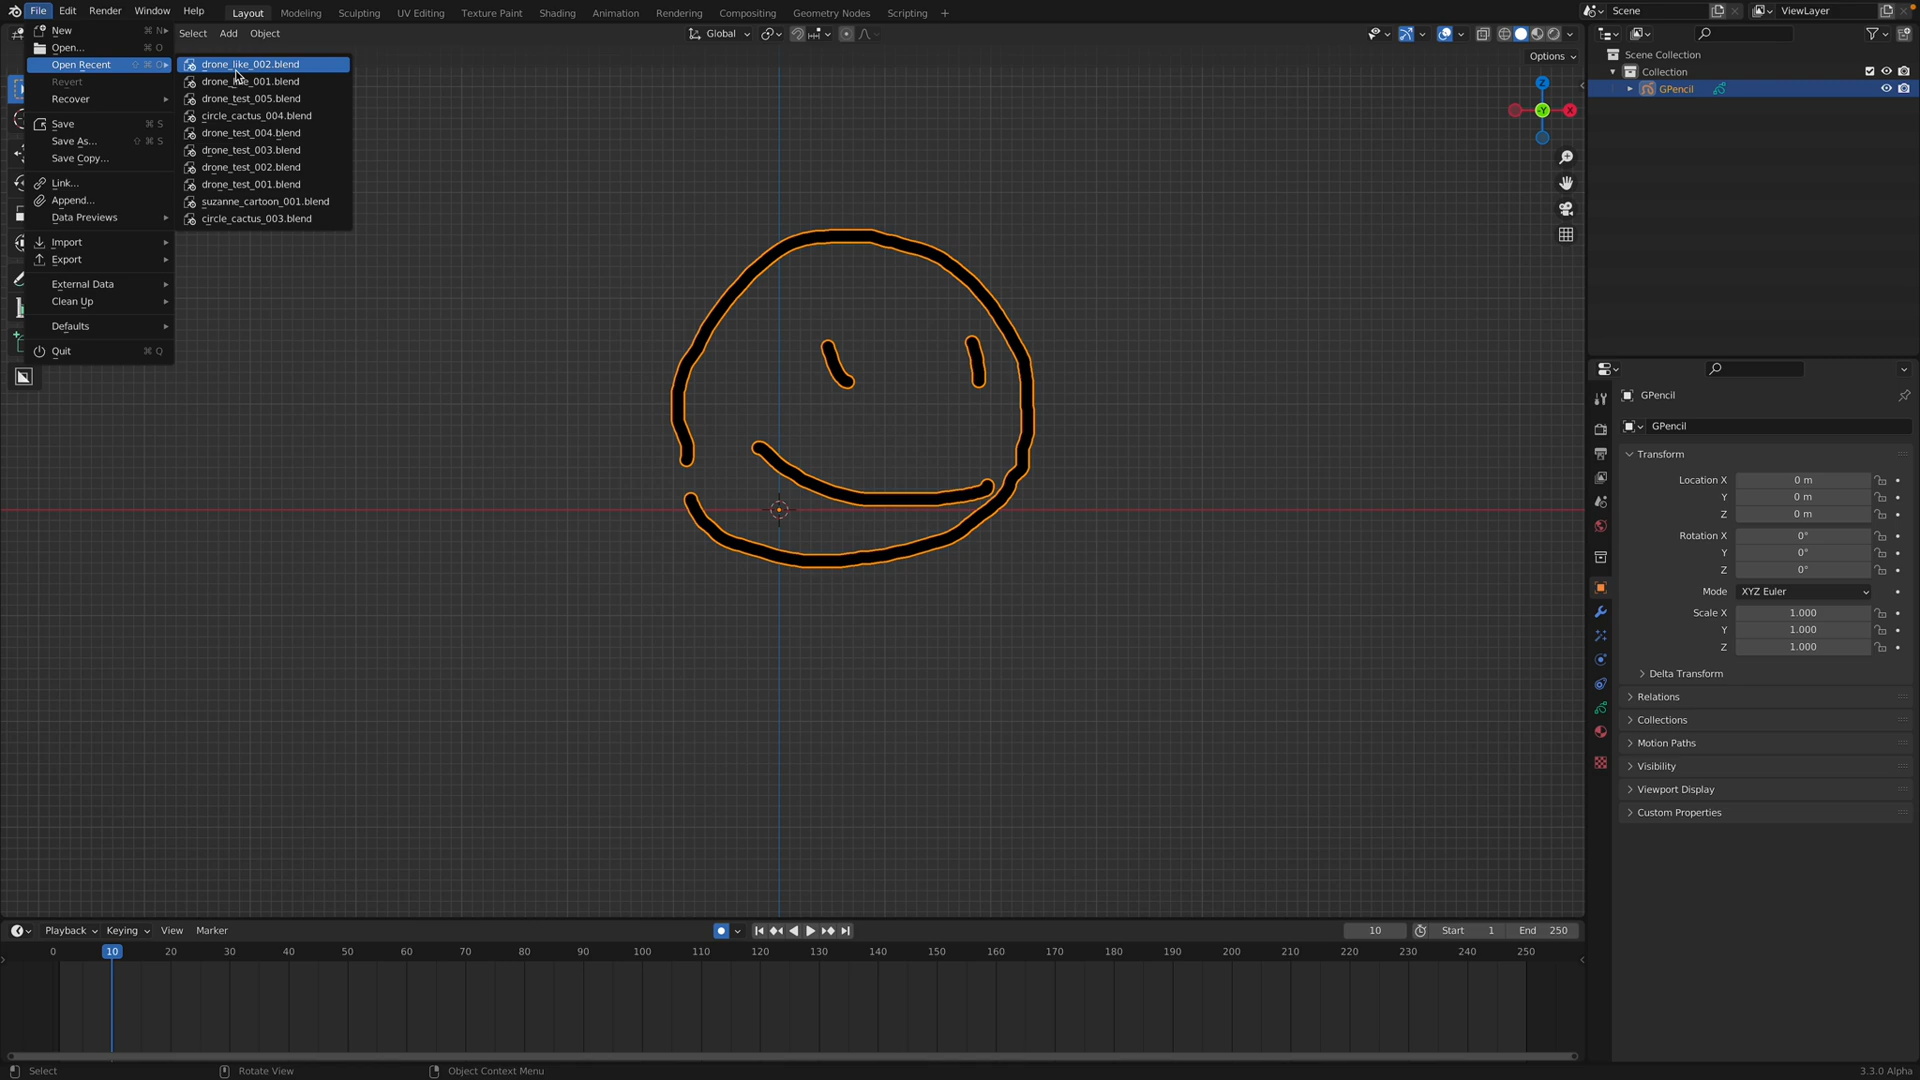 File Edit Render Window Help Layout Modeling Sculpting UV Editing Texture Paint Shading Animation Rendering Compositing Geometry Nodes Scripting + Scene ViewLayer
Select Add Object Global
Options
New ⌘ N
Open... ⌘ O
Open Recent ⇧ ⌘ O
Revert
Recover
Save ⌘ S
Save As... ⇧ ⌘ S
Save Copy...
Link...
Append...
Data Previews
Import
Export
External Data
Clean Up
Defaults
Quit ⌘ Q
drone_like_002.blend
drone_like_001.blend
drone_test_005.blend
circle_cactus_004.blend
drone_test_004.blend
drone_test_003.blend
drone_test_002.blend
drone_test_001.blend
suzanne_cartoon_001.blend
circle_cactus_003.blend
Z
-Y X
Scene Collection
Collection
GPencil
GPencil
GPencil
Transform
Location X 0 m
Y 0 m
Z 0 m
Rotation X 0°
Y 0°
Z 0°
Mode XYZ Euler
Scale X 1.000
Y 1.000
Z 1.000
Delta Transform
Relations
Collections
Motion Paths
Visibility
Viewport Display
Custom Properties
Playback Keying View Marker 10 Start 1 End 250
0 10 20 30 40 50 60 70 80 90 100 110 120 130 140 150 160 170 180 190 200 210 220 230 240 250
Select Rotate View Object Context Menu 3.3.0 Alpha